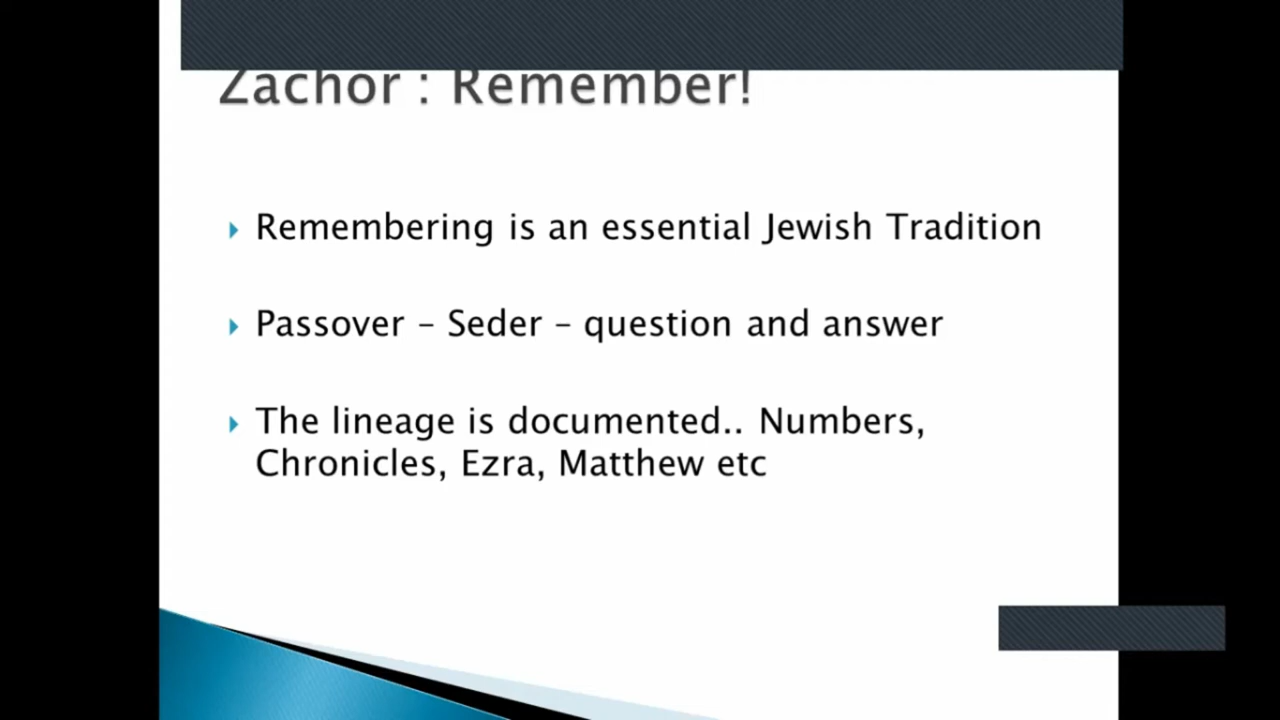 Zachor : Remember!
Remembering is an essential Jewish Tradition
Passover – Seder – question and answer
The lineage is documented.. Numbers,
Chronicles, Ezra, Matthew etc